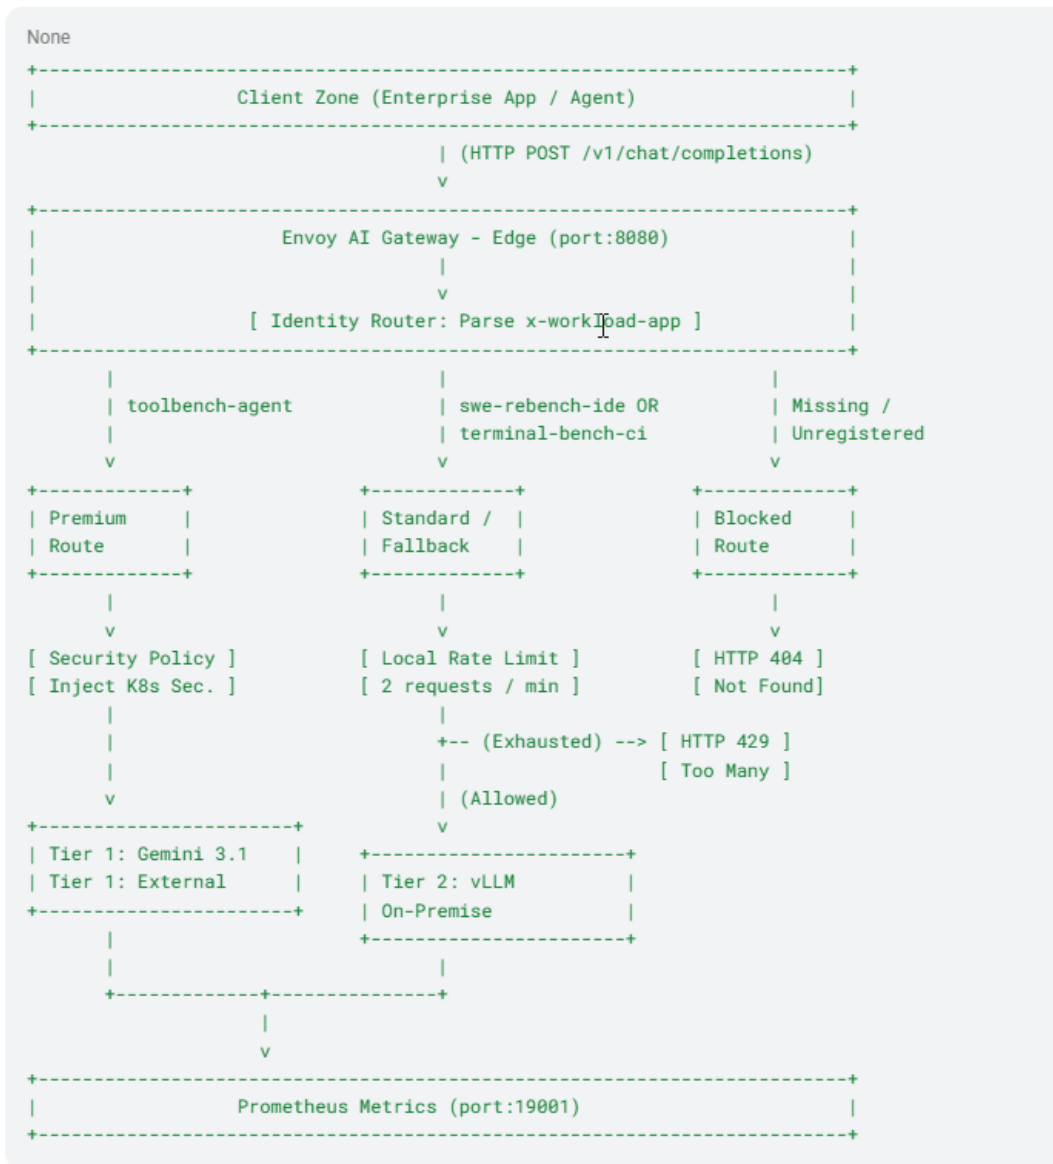 None
+--------------------------------------------------------------------------+
|                  Client Zone (Enterprise App / Agent)                    |
+--------------------------------------------------------------------------+
                                     | (HTTP POST /v1/chat/completions)
                                     v
+--------------------------------------------------------------------------+
|                      Envoy AI Gateway - Edge (port:8080)                 |
|                                    |                                     |
|                                    v                                     |
|                   [ Identity Router: Parse x-workload-app ]              |
+--------------------------------------------------------------------------+
       |                             |                             |
       | toolbench-agent             | swe-rebench-ide OR          | Missing /
       |                             | terminal-bench-ci           | Unregistered
       v                             v                             v
+-------------+               +-------------+               +-------------+
| Premium     |               | Standard /  |               | Blocked     |
| Route       |               | Fallback    |               | Route       |
+-------------+               +-------------+               +-------------+
       |                             |                             |
       v                             v                             v
[ Security Policy ]           [ Local Rate Limit ]          [ HTTP 404 ]
[ Inject K8s Sec. ]           [ 2 requests / min ]          [ Not Found]
       |                             |
       |                             +-- (Exhausted) --> [ HTTP 429 ]
       |                             |                   [ Too Many ]
       v                             | (Allowed)
+-----------------------+            v
| Tier 1: Gemini 3.1    |     +-----------------------+
| Tier 1: External      |     | Tier 2: vLLM          |
+-----------------------+     | On-Premise            |
       |                      +-----------------------+
       |                             |
       +-------------+---------------+
                     |
                     v
+--------------------------------------------------------------------------+
|                  Prometheus Metrics (port:19001)                         |
+--------------------------------------------------------------------------+